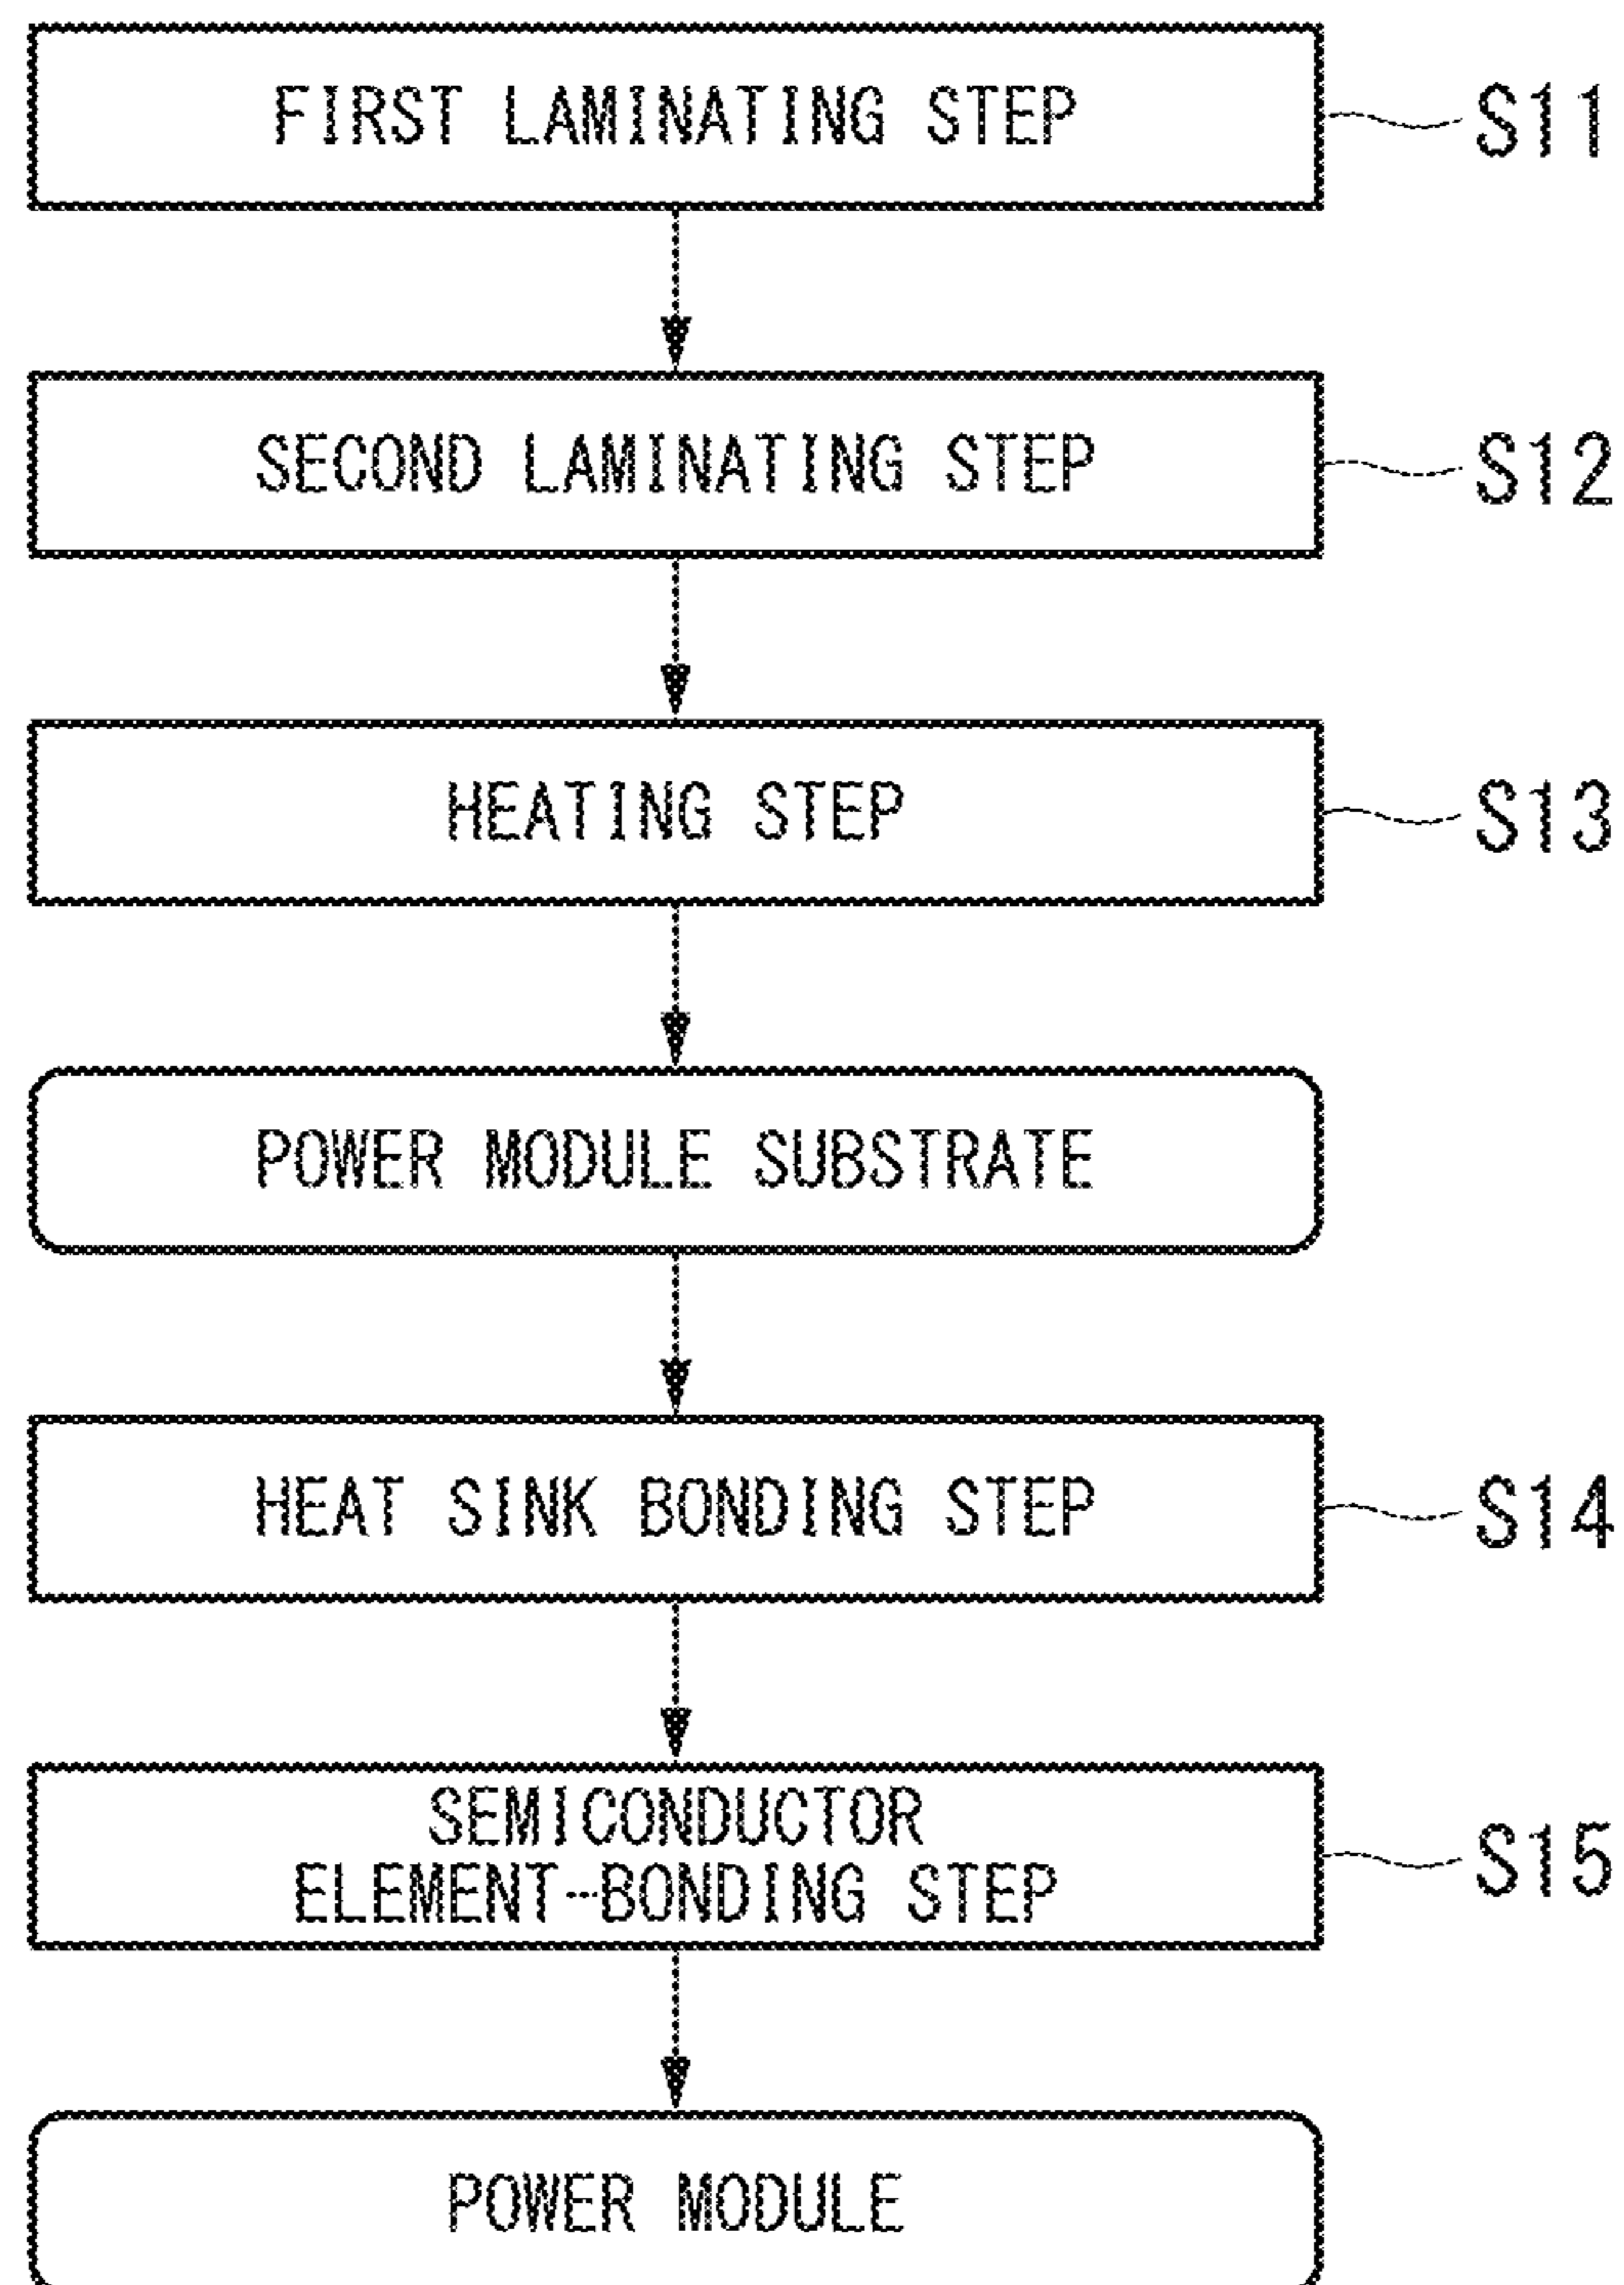 FIRST LAMINATING STEP
S11
SECOND LAMINATING STEP
S12
HEATING STEP
S13
POWER MODULE SUBSTRATE
HEAT SINK BONDING STEP
S14
SEMICONDUCTOR
ELEMENT-BONDING STEP
S15
POWER MODULE